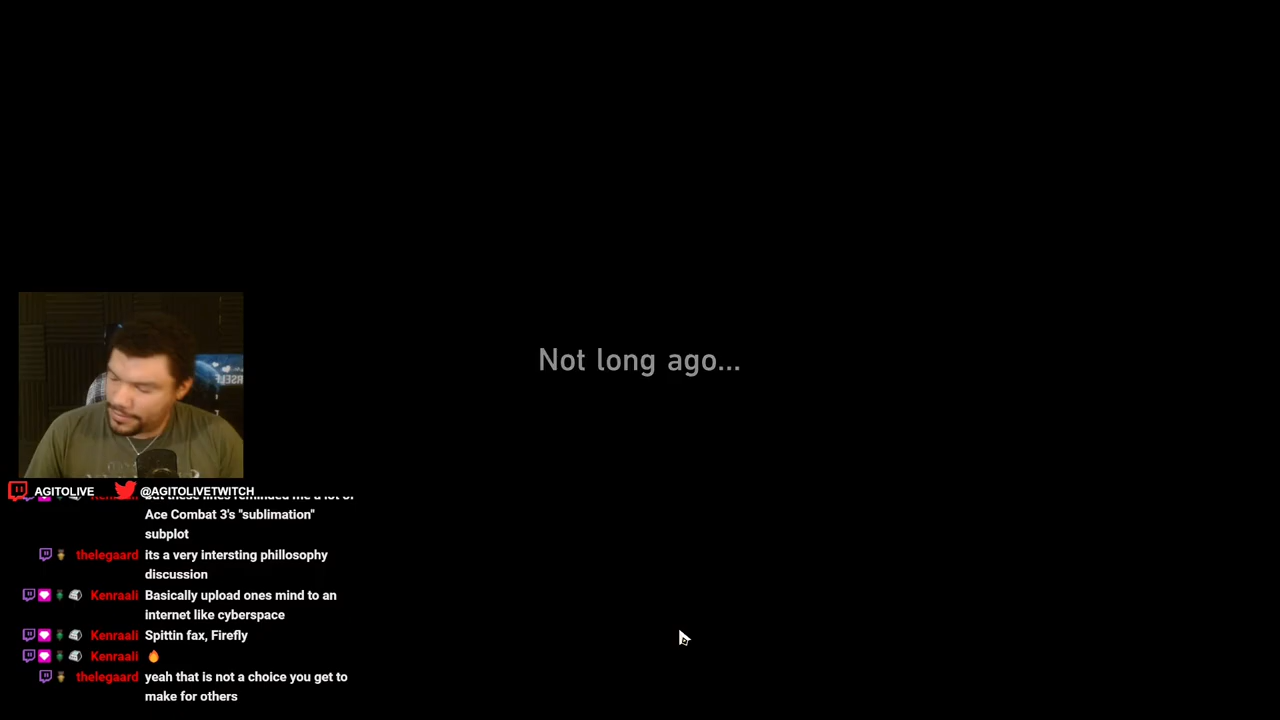 Not long ago...
AGITOLIVE @AGITOLIVETWITCH
Ace Combat 3's "sublimation"
subplot
thelegaard its a very intersting phillosophy
discussion
Kenraali Basically upload ones mind to an
internet like cyberspace
Kenraali Spittin fax, Firefly
Kenraali 🔥
thelegaard yeah that is not a choice you get to
make for others